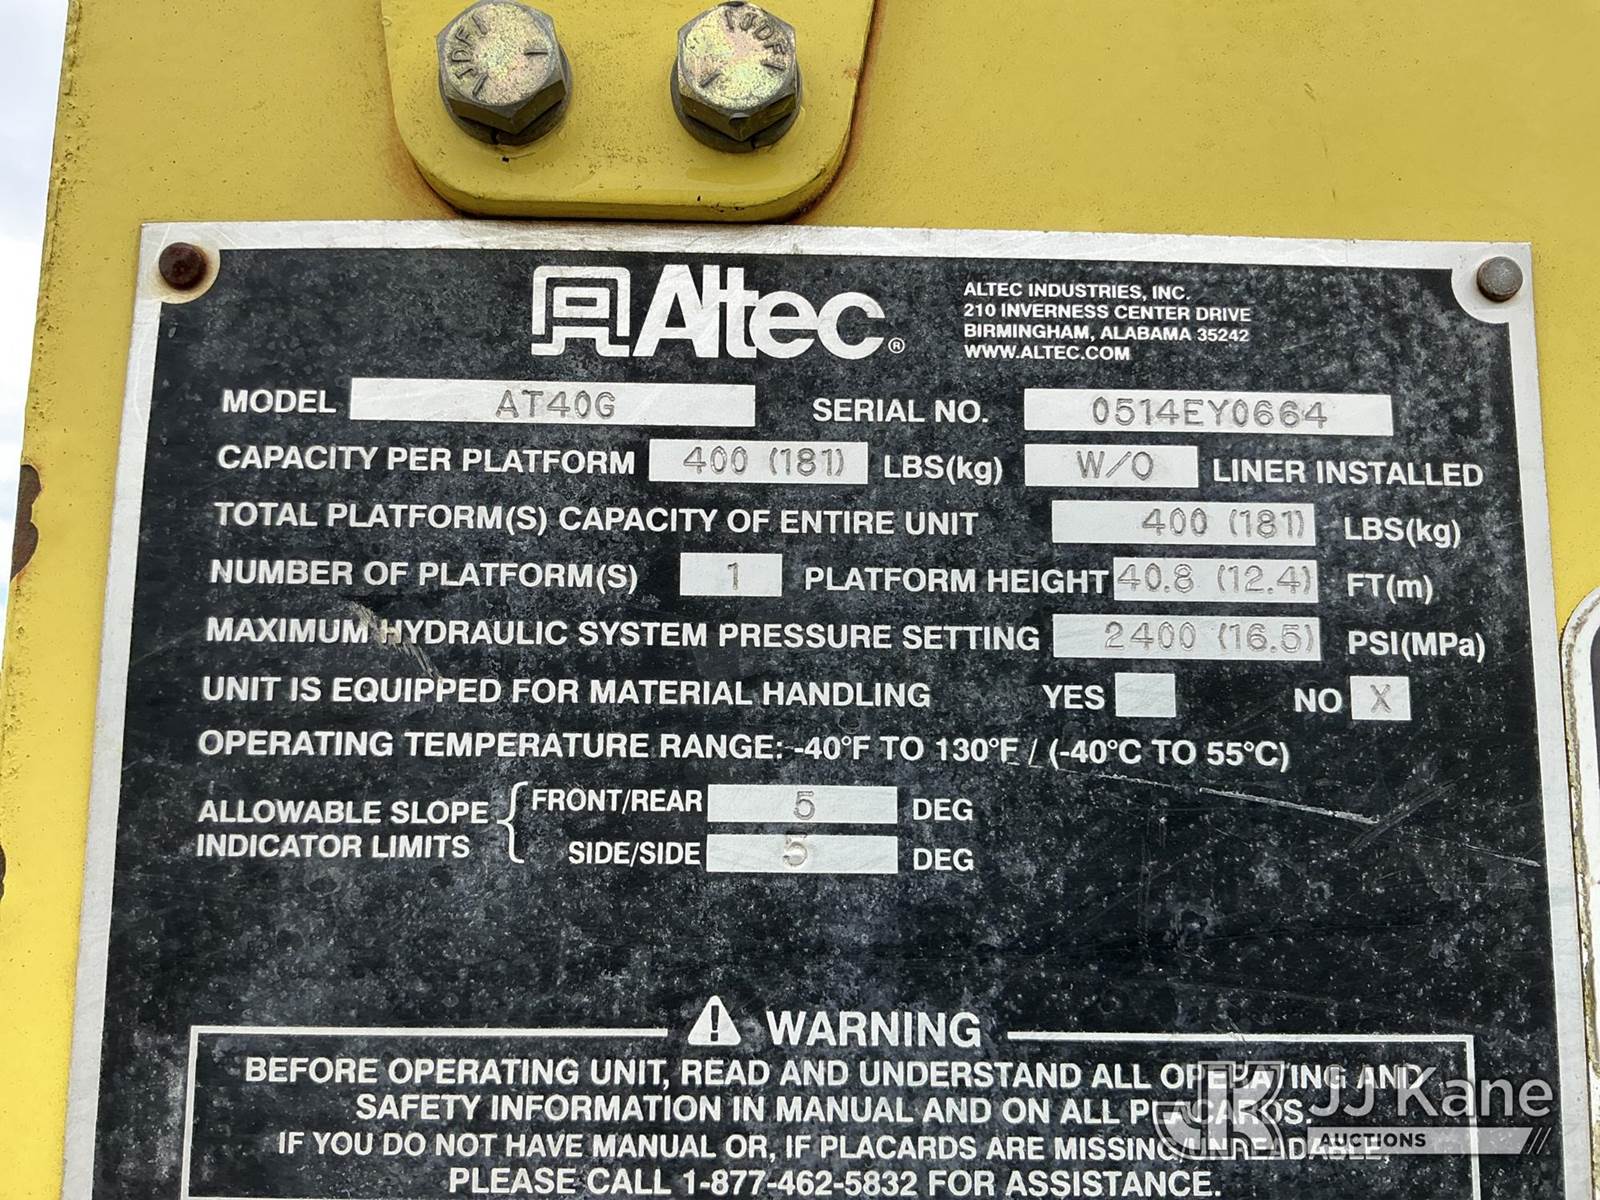 JDF
JDF
Altec®
ALTEC INDUSTRIES, INC.
210 INVERNESS CENTER DRIVE
BIRMINGHAM, ALABAMA 35242
WWW.ALTEC.COM
MODEL AT40G SERIAL NO. 0514EY0664
CAPACITY PER PLATFORM 400 (181) LBS(kg) W/O LINER INSTALLED
TOTAL PLATFORM(S) CAPACITY OF ENTIRE UNIT 400 (181) LBS(kg)
NUMBER OF PLATFORM(S) 1 PLATFORM HEIGHT 40.8 (12.4) FT(m)
MAXIMUM HYDRAULIC SYSTEM PRESSURE SETTING 2400 (16.5) PSI(MPa)
UNIT IS EQUIPPED FOR MATERIAL HANDLING YES NO X
OPERATING TEMPERATURE RANGE: -40°F TO 130°F / (-40°C TO 55°C)
ALLOWABLE SLOPE INDICATOR LIMITS
FRONT/REAR 5 DEG
SIDE/SIDE 5 DEG
WARNING
BEFORE OPERATING UNIT, READ AND UNDERSTAND ALL OPERATING AND
SAFETY INFORMATION IN MANUAL AND ON ALL PLACARDS.
IF YOU DO NOT HAVE MANUAL OR, IF PLACARDS ARE MISSING/UNREADABLE,
PLEASE CALL 1-877-462-5832 FOR ASSISTANCE.
JK JJ Kane
AUCTIONS